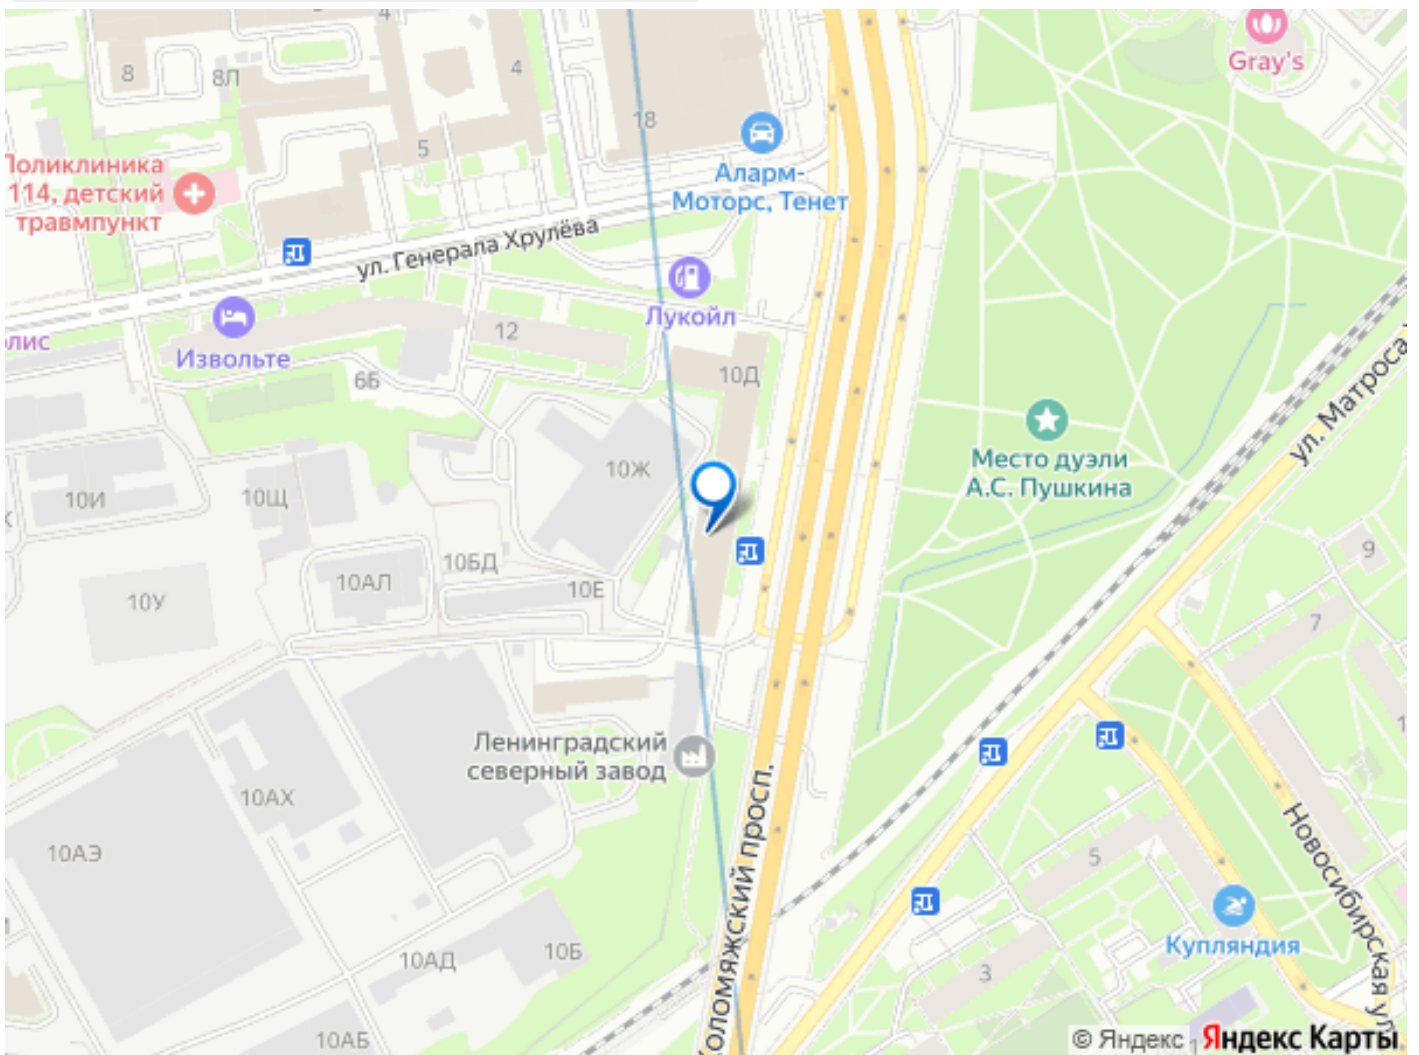 4
8
8Л
4
Gray's
18
5
Поликлиника
114, детский
травмпункт
Аларм-
Моторс, Тенет
ул. Генерала Хрулёва
Лукойл
лис
Извольте
12
6Б
10Д
ул. Матроса
Место дуэли
А.С. Пушкина
10Ж
10И
10Щ
10БД
10АЛ
10Е
10У
9
7
Ленинградский
северный завод
10АХ
10АЭ
Коломяжский просп.
5
Новосибирская ул.
Купляндия
10Б
10АД
3
10АБ
1
© Яндекс
Яндекс Карты